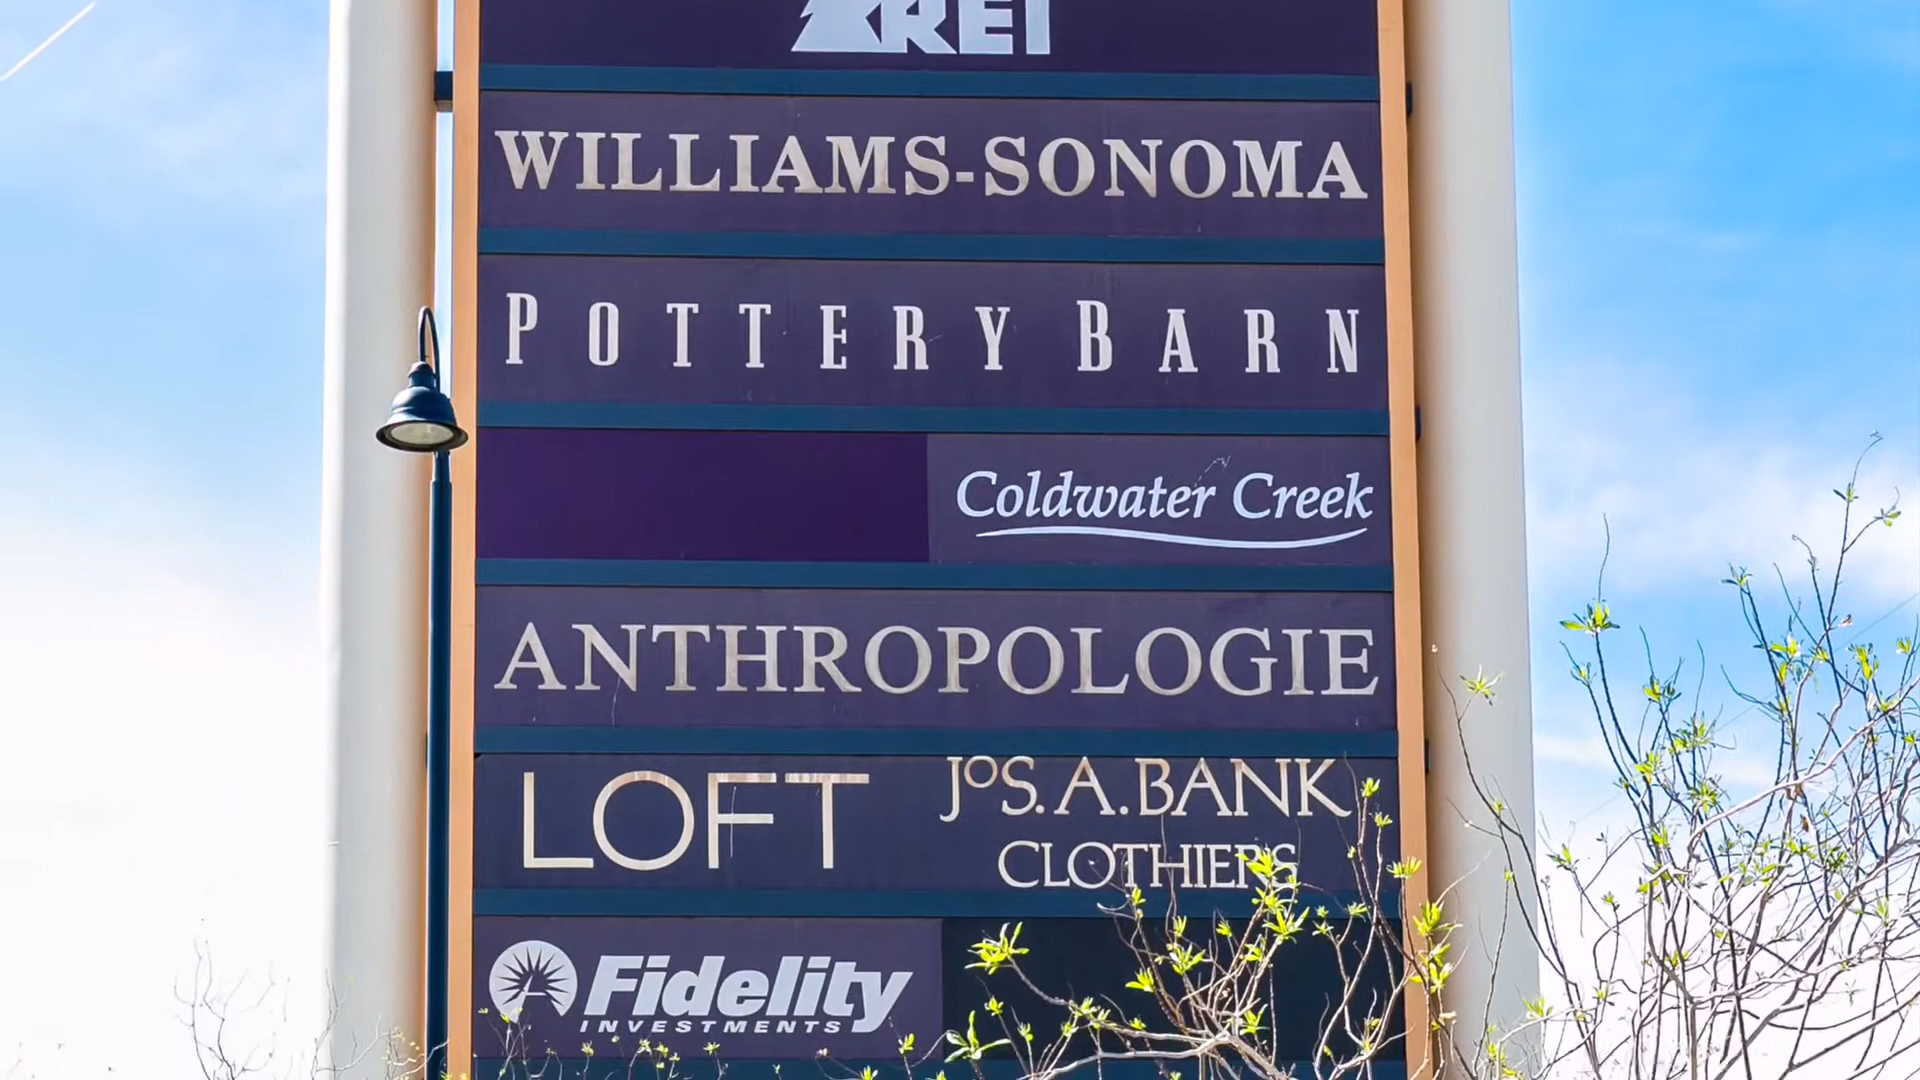 REI
WILLIAMS-SONOMA
POTTERY BARN
Coldwater Creek
ANTHROPOLOGIE
LOFT
JoS. A. BANK
CLOTHIERS
Fidelity
INVESTMENTS